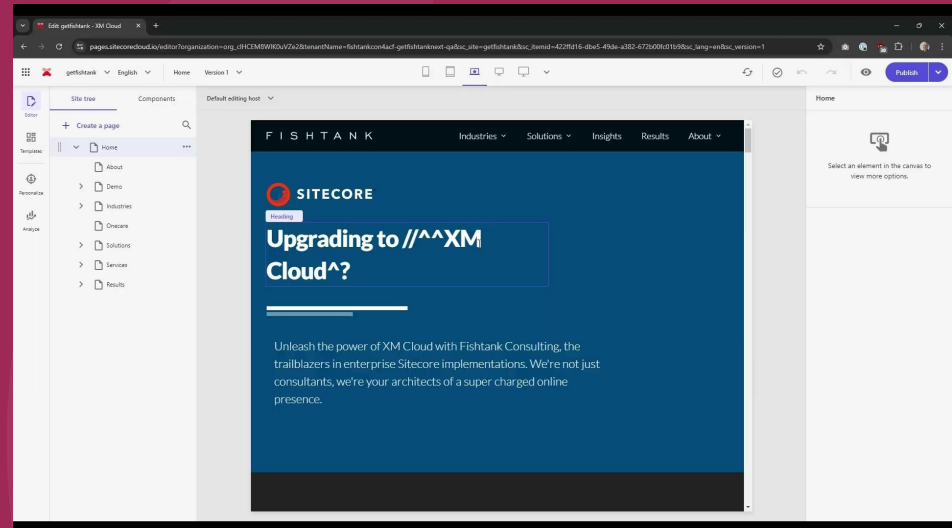 Edit getfishtank - XM Cloud
pages.sitecorecloud.io/editor?organization=org_clHCEM8WIK0uVZe2&tenantName=fishtankcon4acf-getfishtanknext-qa&sc_site=getfishtank&sc_itemid=422ffd16-dbe5-49de-a382-672b00fc01b9&sc_lang=en&sc_version=1
getfishtank English Home Version 1 Publish
Editor
Templates
Personalize
Analyze
Site tree Components
+ Create a page
Home
About
Demo
Industries
Onecare
Solutions
Services
Results
Default editing host
FISHTANK Industries Solutions Insights Results About
SITECORE
Heading
Upgrading to //^^XM
Cloud^?
Unleash the power of XM Cloud with Fishtank Consulting, the
trailblazers in enterprise Sitecore implementations. We're not just
consultants, we're your architects of a super charged online
presence.
Home
Select an element in the canvas to
view more options.